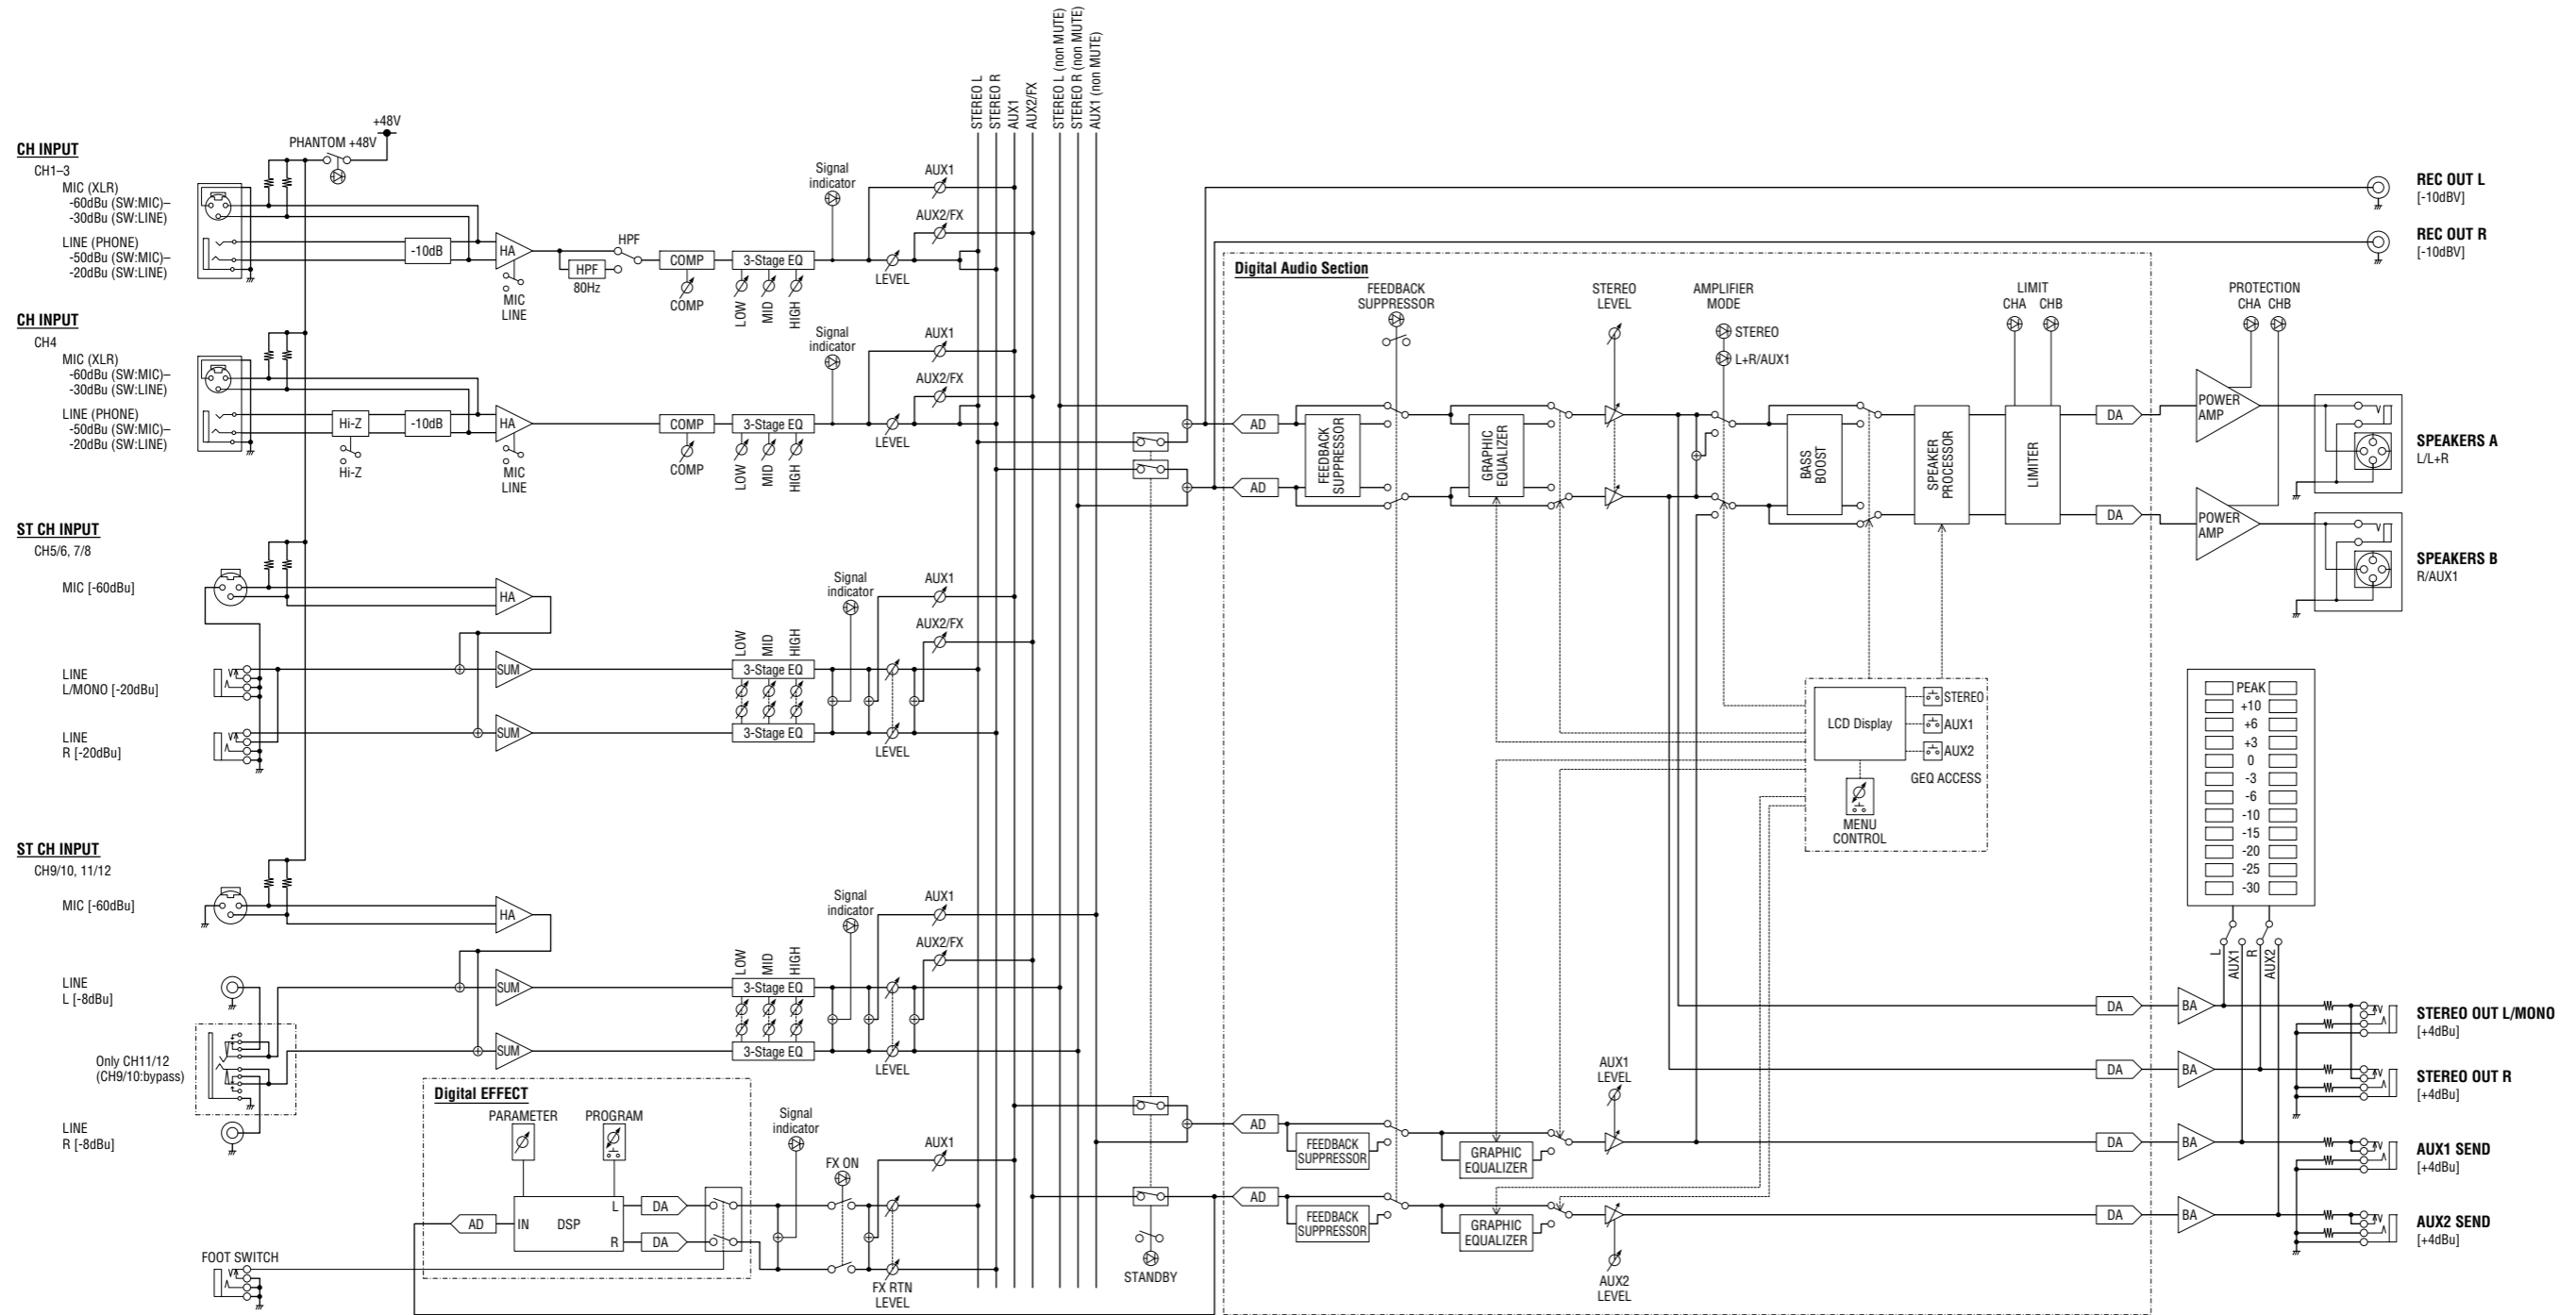 STEREO L
STEREO R
AUX1
AUX2/FX
STEREO L (non MUTE)
STEREO R (non MUTE)
AUX1 (non MUTE)
CH INPUT
CH1–3
MIC (XLR)
-60dBu (SW:MIC)–
-30dBu (SW:LINE)
LINE (PHONE)
-50dBu (SW:MIC)–
-20dBu (SW:LINE)
+48V
PHANTOM +48V
-10dB
HA
MIC
LINE
HPF
HPF
80Hz
COMP
COMP
3-Stage EQ
LOW
MID
HIGH
Signal
indicator
AUX1
AUX2/FX
LEVEL
CH INPUT
CH4
MIC (XLR)
-60dBu (SW:MIC)–
-30dBu (SW:LINE)
LINE (PHONE)
-50dBu (SW:MIC)–
-20dBu (SW:LINE)
Hi-Z
Hi-Z
-10dB
HA
MIC
LINE
COMP
COMP
3-Stage EQ
LOW
MID
HIGH
Signal
indicator
AUX1
AUX2/FX
LEVEL
ST CH INPUT
CH5/6, 7/8
MIC [-60dBu]
LINE
L/MONO [-20dBu]
LINE
R [-20dBu]
HA
SUM
SUM
LOW
MID
HIGH
3-Stage EQ
3-Stage EQ
Signal
indicator
AUX1
AUX2/FX
LEVEL
ST CH INPUT
CH9/10, 11/12
MIC [-60dBu]
LINE
L [-8dBu]
Only CH11/12
(CH9/10:bypass)
LINE
R [-8dBu]
HA
SUM
SUM
LOW
MID
HIGH
3-Stage EQ
3-Stage EQ
Signal
indicator
AUX1
AUX2/FX
LEVEL
Digital EFFECT
PARAMETER
PROGRAM
AD
IN
DSP
L
R
DA
DA
Signal
indicator
FX ON
AUX1
FX RTN
LEVEL
FOOT SWITCH
STANDBY
Digital Audio Section
FEEDBACK
SUPPRESSOR
STEREO
LEVEL
AMPLIFIER
MODE
STEREO
L+R/AUX1
LIMIT
CHA CHB
PROTECTION
CHA CHB
AD
AD
FEEDBACK
SUPPRESSOR
GRAPHIC
EQUALIZER
BASS
BOOST
SPEAKER
PROCESSOR
LIMITER
DA
DA
POWER
AMP
POWER
AMP
LCD Display
STEREO
AUX1
AUX2
GEQ ACCESS
MENU
CONTROL
AD
FEEDBACK
SUPPRESSOR
GRAPHIC
EQUALIZER
AUX1
LEVEL
AD
FEEDBACK
SUPPRESSOR
GRAPHIC
EQUALIZER
AUX2
LEVEL
DA
DA
DA
DA
BA
BA
BA
BA
PEAK
+10
+6
+3
0
-3
-6
-10
-15
-20
-25
-30
L
AUX1
R
AUX2
REC OUT L
[-10dBV]
REC OUT R
[-10dBV]
SPEAKERS A
L/L+R
SPEAKERS B
R/AUX1
STEREO OUT L/MONO
[+4dBu]
STEREO OUT R
[+4dBu]
AUX1 SEND
[+4dBu]
AUX2 SEND
[+4dBu]